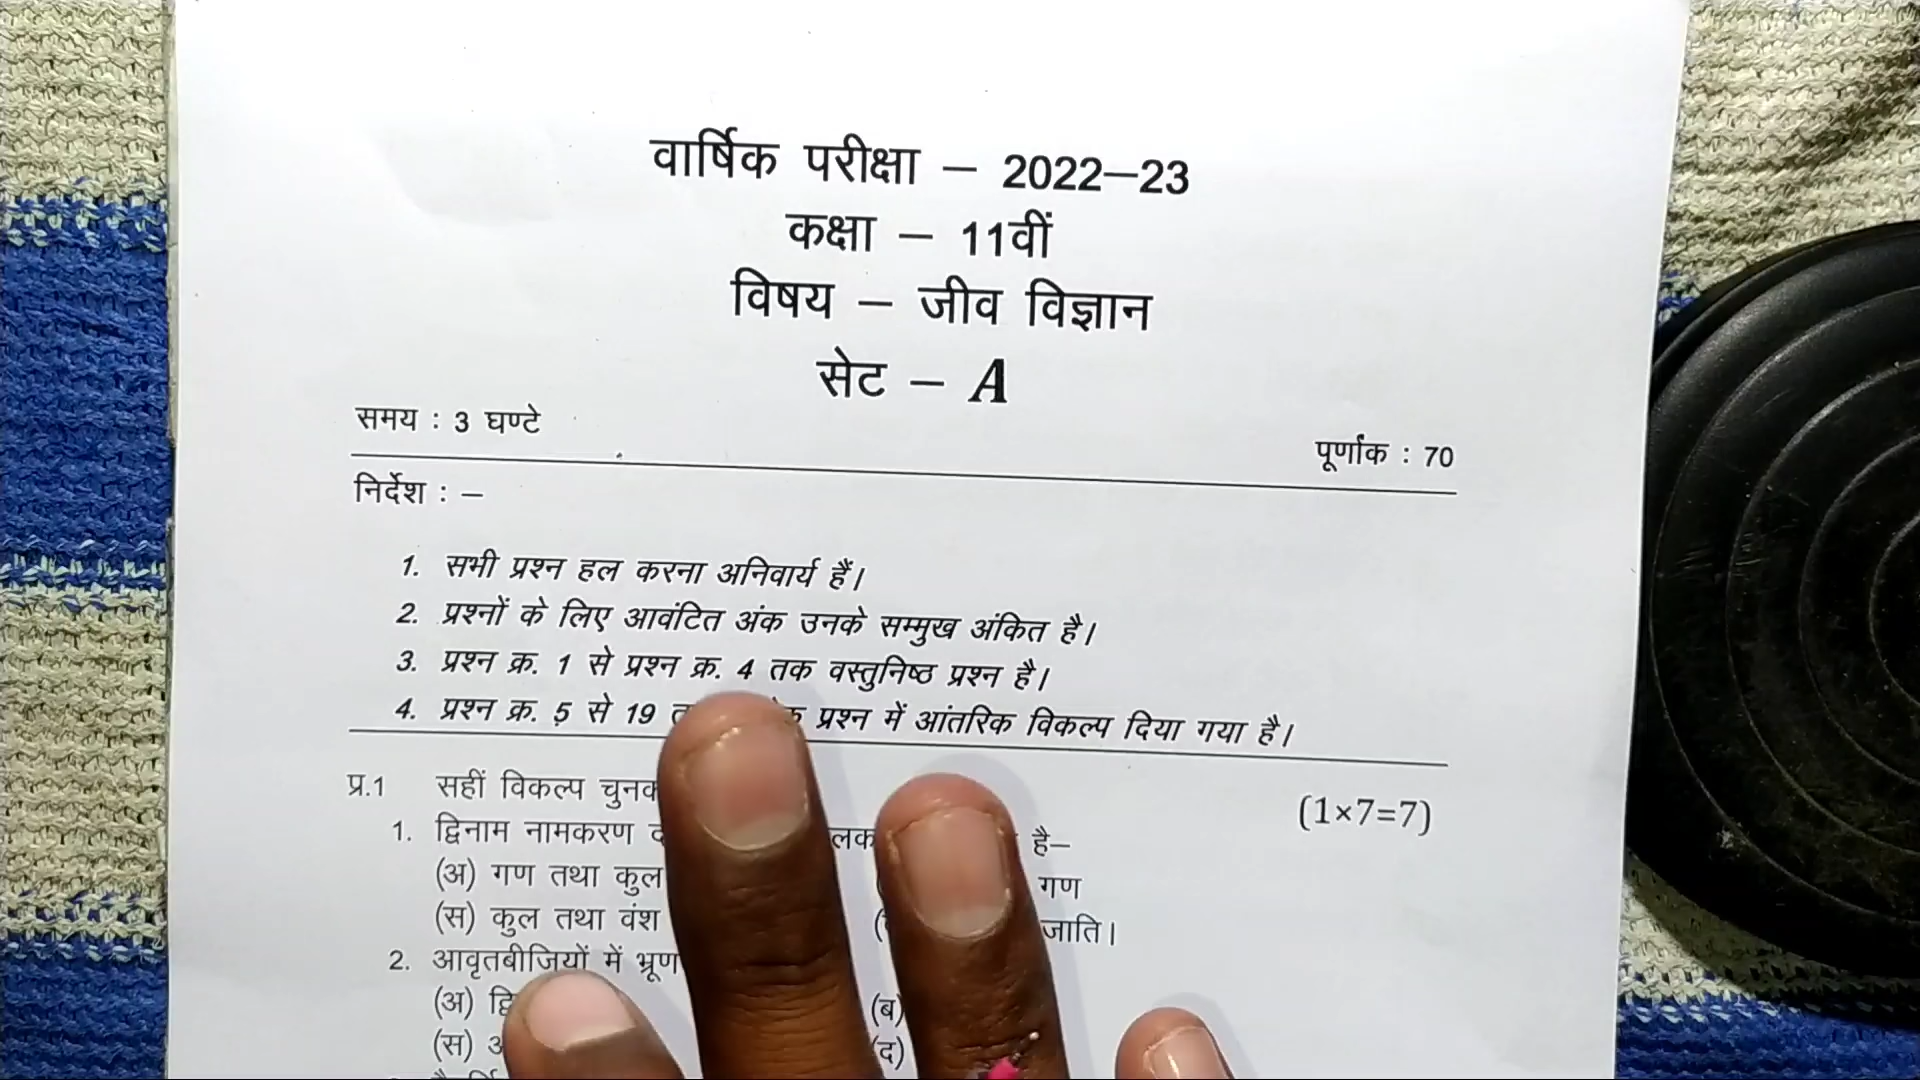 वार्षिक परीक्षा – 2022–23
कक्षा – 11वीं
विषय – जीव विज्ञान
सेट – A
समय : 3 घण्टे
पूर्णांक : 70
निर्देश : –
1. सभी प्रश्न हल करना अनिवार्य हैं।
2. प्रश्नों के लिए आवंटित अंक उनके सम्मुख अंकित है।
3. प्रश्न क्र. 1 से प्रश्न क्र. 4 तक वस्तुनिष्ठ प्रश्न है।
4. प्रश्न क्र. 5 से 19 प्रश्न में आंतरिक विकल्प दिया गया है।
प्र.1 सहीं विकल्प (1×7=7)
1. द्विनाम नामकरण है–
(अ) गण तथा कुल गण
(स) कुल तथा वंश जाति।
2. आवृतबीजियों में भ्रूण
(अ) (ब)
(स) (द)